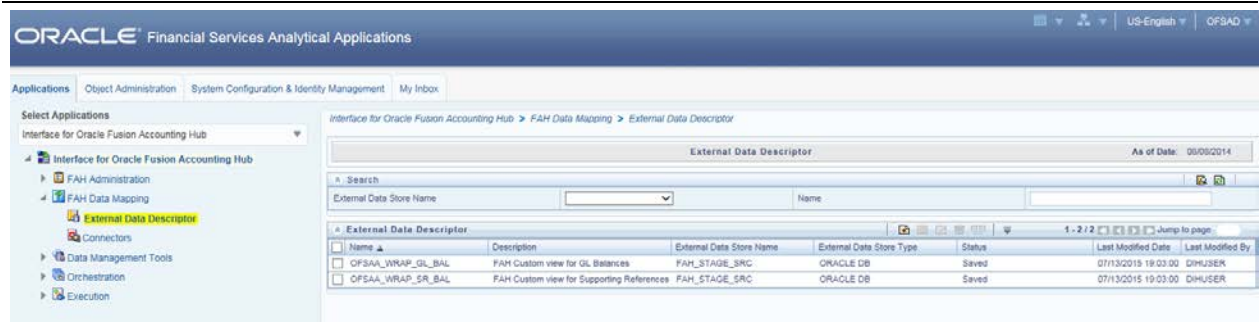 ORACLE Financial Services Analytical Applications
US-English
OFSAD
Applications Object Administration System Configuration & Identity Management My Inbox
Select Applications
Interface for Oracle Fusion Accounting Hub
Interface for Oracle Fusion Accounting Hub
FAH Administration
FAH Data Mapping
External Data Descriptor
Connectors
Data Management Tools
Orchestration
Execution
Interface for Oracle Fusion Accounting Hub > FAH Data Mapping > External Data Descriptor
External Data Descriptor As of Date:
Search
External Data Store Name Name
External Data Descriptor 1 - 2 / 2 Jump to page
Name Description External Data Store Name External Data Store Type Status Last Modified Date Last Modified By
OFSAA_WRAP_GL_BAL FAH Custom view for GL Balances FAH_STAGE_SRC ORACLE DB Saved 07/13/2015 19:03:00 DIHUSER
OFSAA_WRAP_SR_BAL FAH Custom view for Supporting References FAH_STAGE_SRC ORACLE DB Saved 07/13/2015 19:03:00 DIHUSER